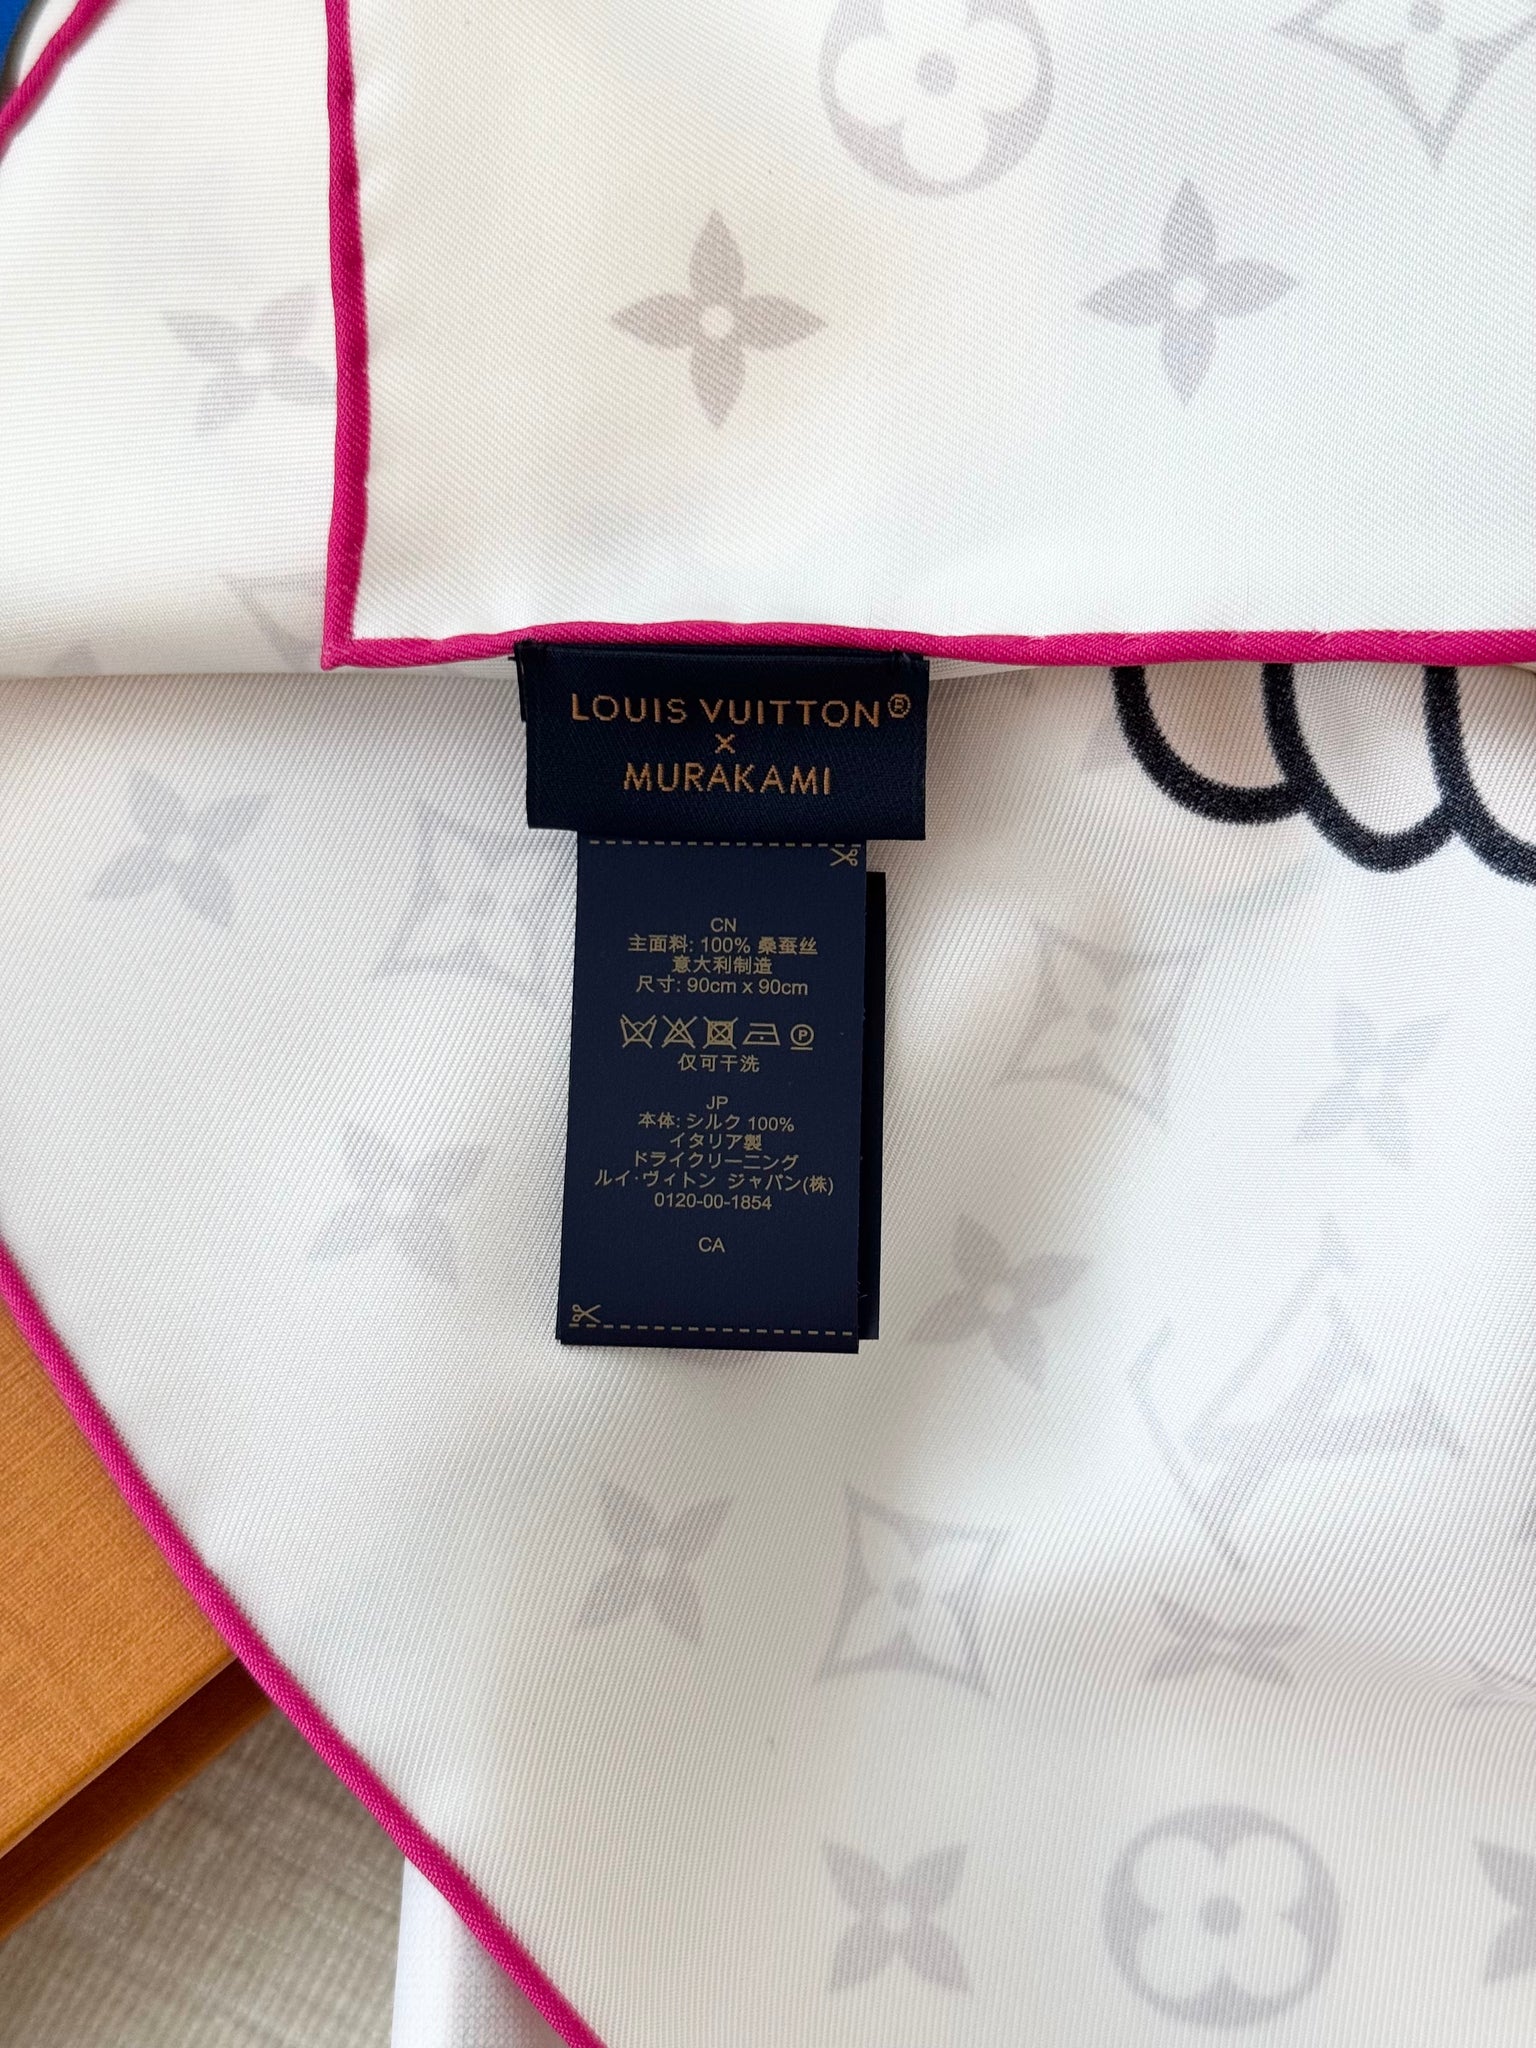 LOUIS VUITTON®
X
MURAKAMI
CN
主面料: 100% 桑蚕丝
意大利制造
尺寸: 90cm x 90cm
P
仅可干洗
JP
本体: シルク 100%
イタリア製
ドライクリーニング
ルイ·ヴィトン ジャパン(株)
0120-00-1854
CA